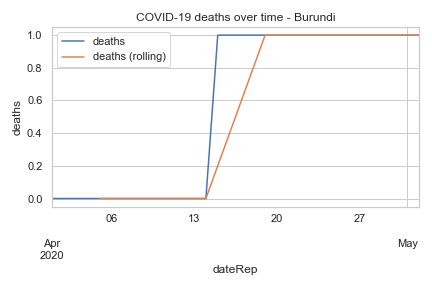 COVID-19 deaths over time - Burundi
deaths
deaths (rolling)
1.0
0.8
0.6
0.4
0.2
0.0
deaths
06
13
20
27
Apr
2020
May
dateRep